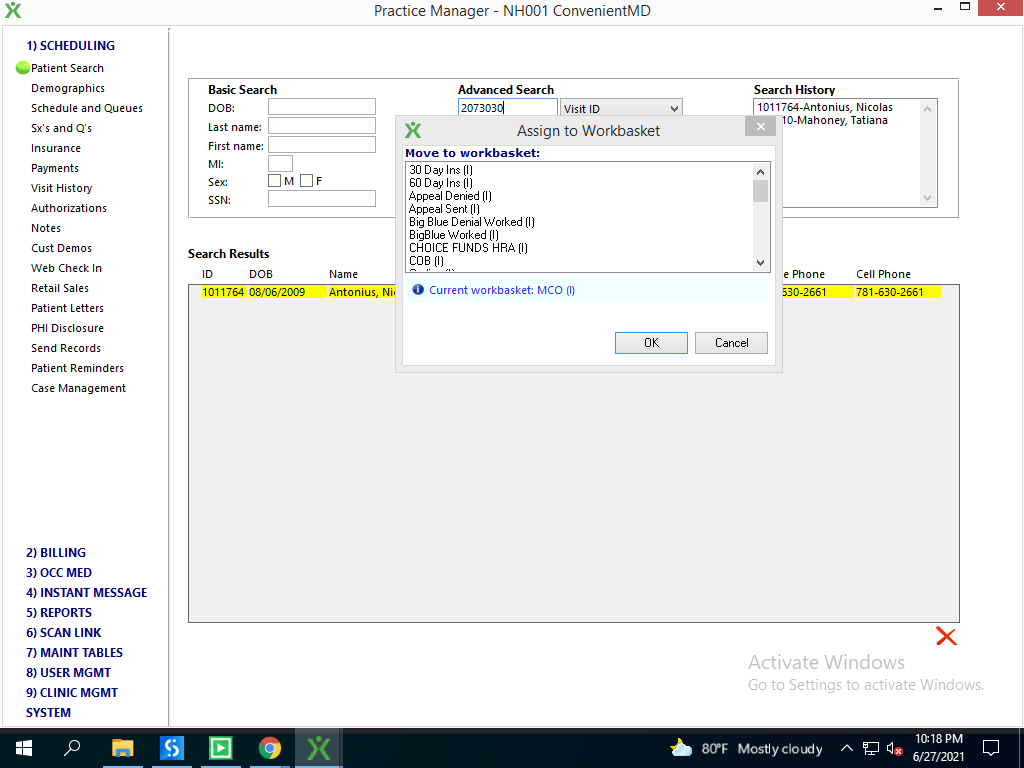 Practice Manager - NH001 ConvenientMD
1) SCHEDULING
Patient Search
Demographics
Schedule and Queues
Sx's and Q's
Insurance
Payments
Visit History
Authorizations
Notes
Cust Demos
Web Check In
Retail Sales
Patient Letters
PHI Disclosure
Send Records
Patient Reminders
Case Management
2) BILLING
3) OCC MED
4) INSTANT MESSAGE
5) REPORTS
6) SCAN LINK
7) MAINT TABLES
8) USER MGMT
9) CLINIC MGMT
SYSTEM
Basic Search
DOB:
Last name:
First name:
MI:
Sex: M F
SSN:
Advanced Search
2073030 Visit ID
Search History
1011764-Antonius, Nicolas
10-Mahoney, Tatiana
Assign to Workbasket
Move to workbasket:
30 Day Ins (I)
60 Day Ins (I)
Appeal Denied (I)
Appeal Sent (I)
Big Blue Denial Worked (I)
BigBlue Worked (I)
CHOICE FUNDS HRA (I)
COB (I)
Current workbasket: MCO (I)
OK Cancel
Search Results
ID DOB Name e Phone Cell Phone
1011764 08/06/2009 Antonius, Ni 630-2661 781-630-2661
Activate Windows
Go to Settings to activate Windows.
80°F Mostly cloudy
10:18 PM
6/27/2021